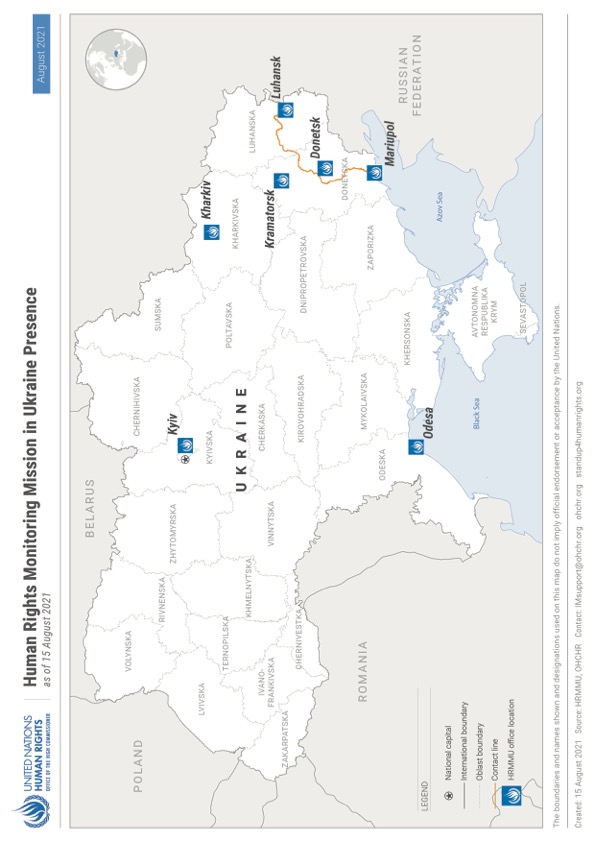 UNITED NATIONS
HUMAN RIGHTS
OFFICE OF THE HIGH COMMISSIONER
Human Rights Monitoring Mission in Ukraine Presence
as of 15 August 2021
August 2021
POLAND
BELARUS
RUSSIAN
FEDERATION
ROMANIA
UKRAINE
VOLYNSKA
RIVNENSKA
ZHYTOMYRSKA
KYIVSKA
CHERNIHIVSKA
SUMSKA
LVIVSKA
TERNOPILSKA
KHMELNYTSKA
VINNYTSKA
CHERKASKA
POLTAVSKA
KHARKIVSKA
LUHANSKA
ZAKARPATSKA
IVANO-
FRANKIVSKA
CHERNIVESTKA
KIROVOHRADSKA
DNIPROPETROVSKA
DONETSKA
ODESKA
MYKOLAIVSKA
KHERSONSKA
ZAPORIZKA
AVTONOMNA
RESPUBLIKA
KRYM
SEVASTOPOL
Kyiv
Kharkiv
Kramatorsk
Luhansk
Donetsk
Mariupol
Odesa
Black Sea
Azov Sea
LEGEND
National capital
International boundary
Oblast boundary
Contact line
HRMMU office location
The boundaries and names shown and designations used on this map do not imply official endorsement or acceptance by the United Nations.
Created: 15 August 2021 Source: HRMMU, OHCHR Contact: IMsupport@ohchr.org ohchr.org standup4humanrights.org